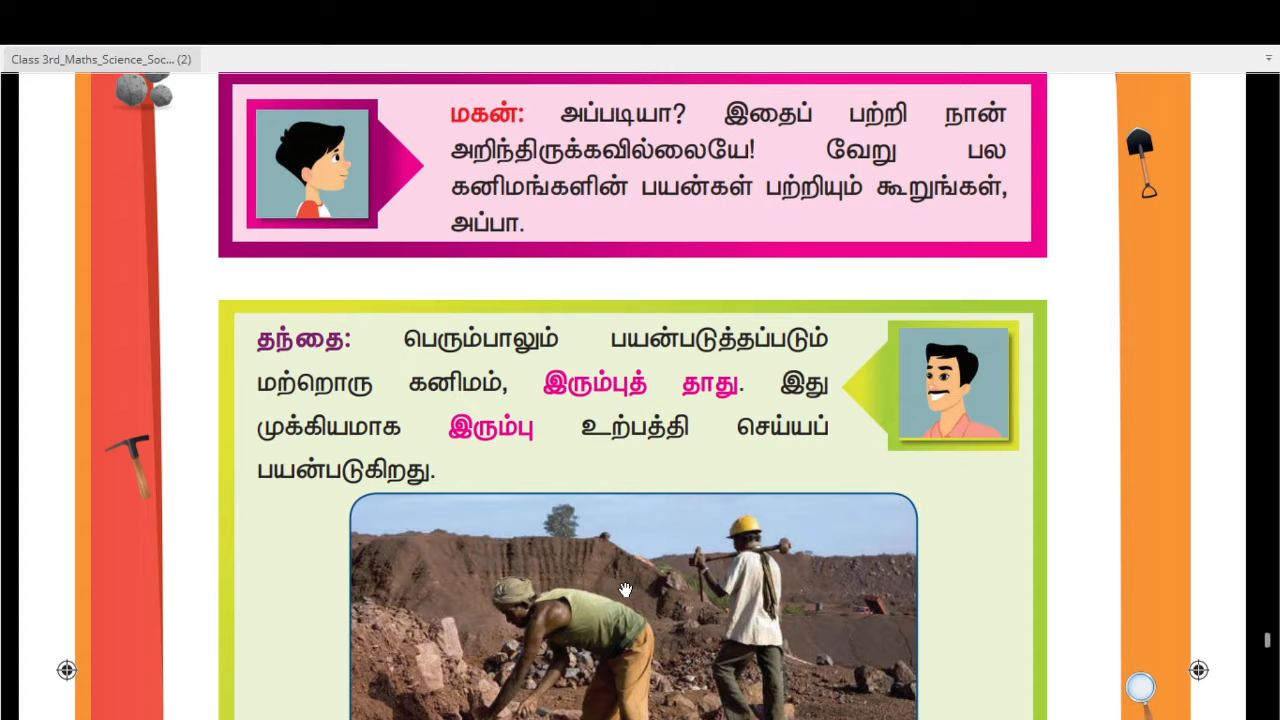 Class 3rd_Maths_Science_Soc... (2)
மகன்: அப்படியா? இதைப் பற்றி நான்
அறிந்திருக்கவில்லையே! வேறு பல
கனிமங்களின் பயன்கள் பற்றியும் கூறுங்கள்,
அப்பா.
தந்தை: பெரும்பாலும் பயன்படுத்தப்படும்
மற்றொரு கனிமம், இரும்புத் தாது. இது
முக்கியமாக இரும்பு உற்பத்தி செய்யப்
பயன்படுகிறது.